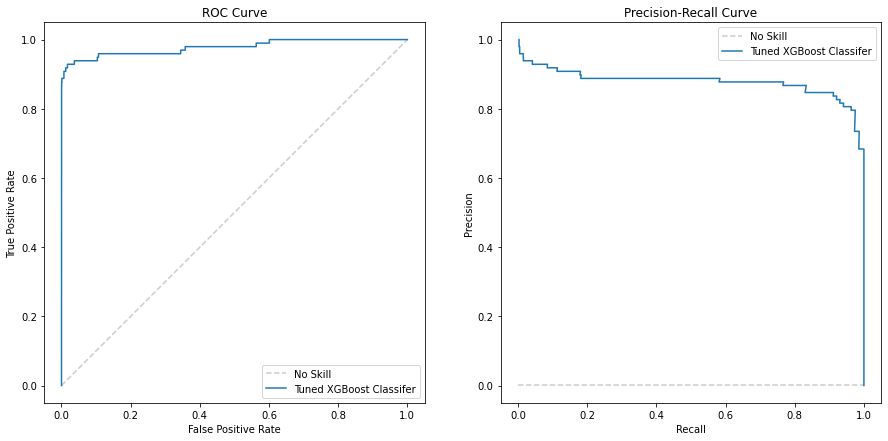 ROC Curve
True Positive Rate
1.0
0.8
0.6
0.4
0.2
0.0
0.0 0.2 0.4 0.6 0.8 1.0
False Positive Rate
No Skill
Tuned XGBoost Classifer
Precision-Recall Curve
No Skill
Tuned XGBoost Classifer
Precision
1.0
0.8
0.6
0.4
0.2
0.0
0.0 0.2 0.4 0.6 0.8 1.0
Recall